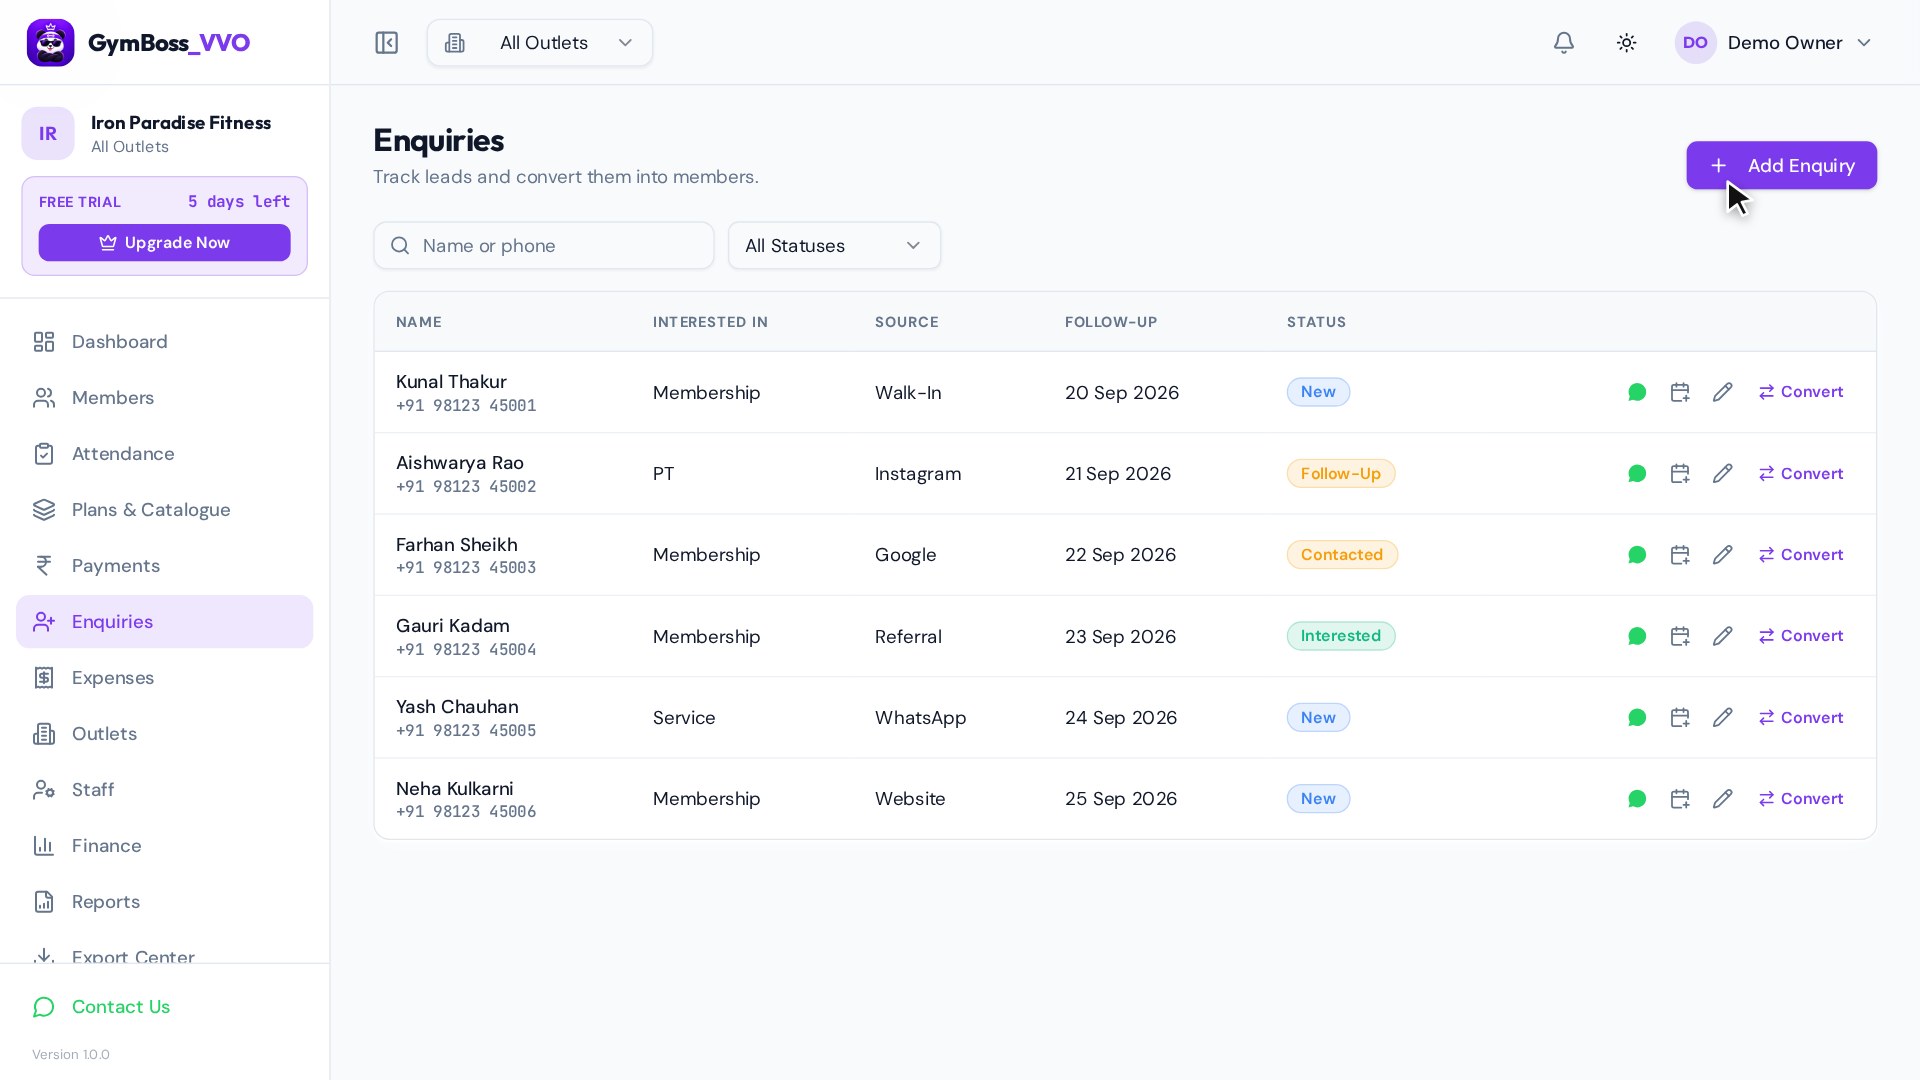 GymBoss_VVO
All Outlets
DO
Demo Owner
IR
Iron Paradise Fitness
All Outlets
FREE TRIAL
5 days left
Upgrade Now
Dashboard
Members
Attendance
Plans & Catalogue
Payments
Enquiries
Expenses
Outlets
Staff
Finance
Reports
Export Center
Contact Us
Version 1.0.0
Enquiries
Track leads and convert them into members.
Add Enquiry
Name or phone
All Statuses
NAME INTERESTED IN SOURCE FOLLOW-UP STATUS
Kunal Thakur
+91 98123 45001
Membership Walk-In 20 Sep 2026 New Convert
Aishwarya Rao
+91 98123 45002
PT Instagram 21 Sep 2026 Follow-Up Convert
Farhan Sheikh
+91 98123 45003
Membership Google 22 Sep 2026 Contacted Convert
Gauri Kadam
+91 98123 45004
Membership Referral 23 Sep 2026 Interested Convert
Yash Chauhan
+91 98123 45005
Service WhatsApp 24 Sep 2026 New Convert
Neha Kulkarni
+91 98123 45006
Membership Website 25 Sep 2026 New Convert